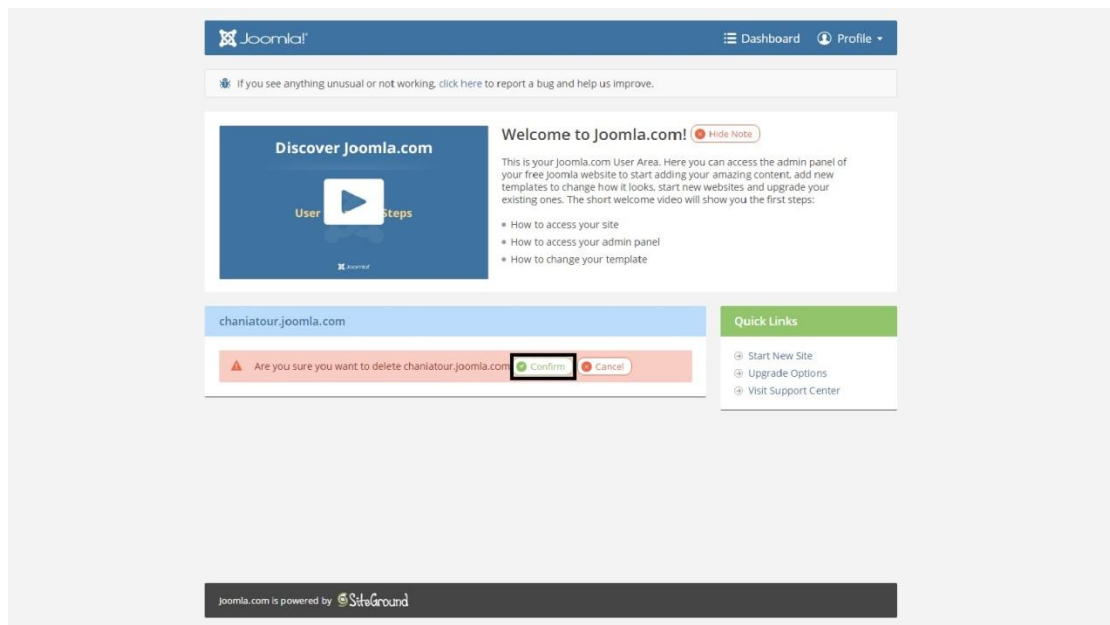 Joomla!
Dashboard Profile
If you see anything unusual or not working, click here to report a bug and help us improve.
Discover Joomla.com
User Steps
Joomla!
Welcome to Joomla.com! Hide Note
This is your Joomla.com User Area. Here you can access the admin panel of
your free Joomla website to start adding your amazing content, add new
templates to change how it looks, start new websites and upgrade your
existing ones. The short welcome video will show you the first steps:
How to access your site
How to access your admin panel
How to change your template
chaniatour.joomla.com
Are you sure you want to delete chaniatour.joomla.com Confirm Cancel
Quick Links
Start New Site
Upgrade Options
Visit Support Center
Joomla.com is powered by SiteGround